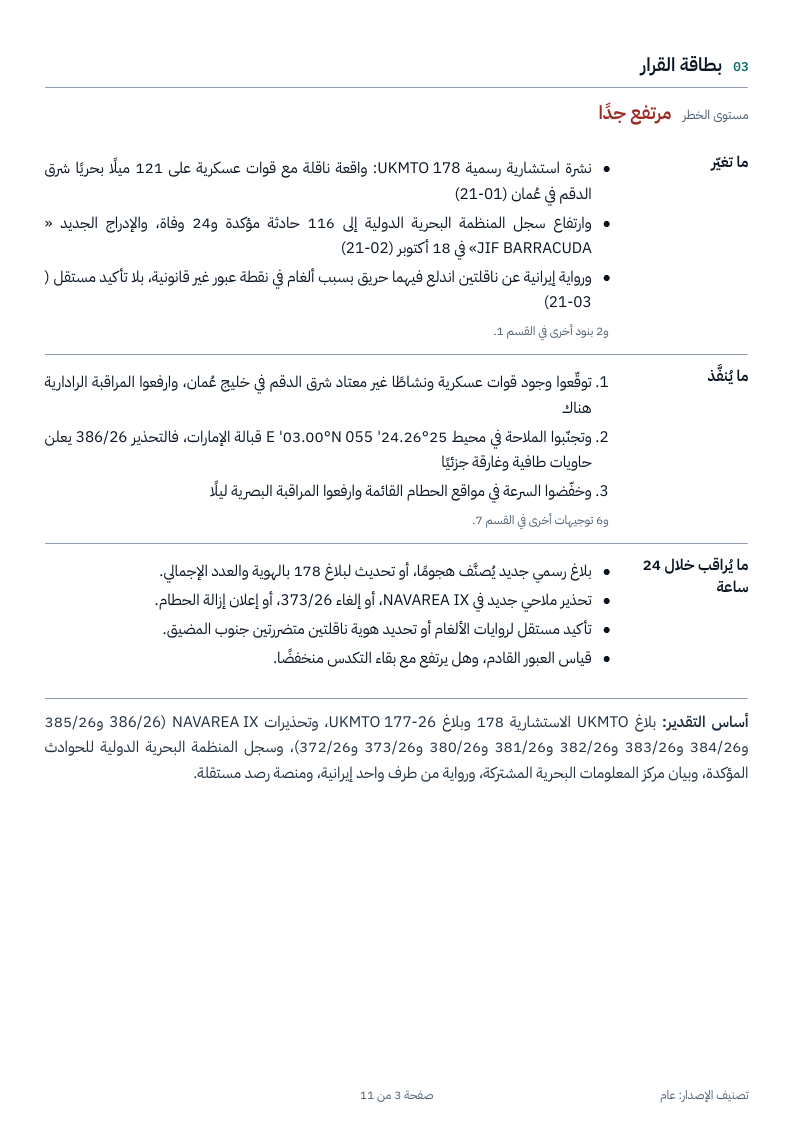 03 بطاقة القرار
مستوى الخطر مرتفع جدًا
ما تغيّر
• نشرة استشارية رسمية UKMTO 178: واقعة ناقلة مع قوات عسكرية على 121 ميلًا بحريًا شرق
الدقم في عُمان (21-01)
• وارتفاع سجل المنظمة البحرية الدولية إلى 116 حادثة مؤكدة و24 وفاة، والإدراج الجديد «
JIF BARRACUDA» في 18 أكتوبر (21-02)
• ورواية إيرانية عن ناقلتين اندلع فيهما حريق بسبب ألغام في نقطة عبور غير قانونية، بلا تأكيد مستقل (
21-03)
و2 بنود أخرى في القسم 1.
ما يُنفَّذ
1. توقّعوا وجود قوات عسكرية ونشاطًا غير معتاد شرق الدقم في خليج عُمان، وارفعوا المراقبة الرادارية
هناك
2. وتجنّبوا الملاحة في محيط 25°24.26' N 055°03.00' E قبالة الإمارات، فالتحذير 386/26 يعلن
حاويات طافية وغارقة جزئيًا
3. وخفّضوا السرعة في مواقع الحطام القائمة وارفعوا المراقبة البصرية ليلًا
و6 توجيهات أخرى في القسم 7.
ما يُراقب خلال 24
ساعة
• بلاغ رسمي جديد يُصنَّف هجومًا، أو تحديث لبلاغ 178 بالهوية والعدد الإجمالي.
• تحذير ملاحي جديد في NAVAREA IX، أو إلغاء 373/26، أو إعلان إزالة الحطام.
• تأكيد مستقل لروايات الألغام أو تحديد هوية ناقلتين متضررتين جنوب المضيق.
• قياس العبور القادم، وهل يرتفع مع بقاء التكدس منخفضًا.
أساس التقدير: بلاغ UKMTO الاستشارية 178 وبلاغ UKMTO 177-26، وتحذيرات NAVAREA IX (386/26 و385/26
و384/26 و383/26 و382/26 و381/26 و380/26 و373/26 و372/26)، وسجل المنظمة البحرية الدولية للحوادث
المؤكدة، وبيان مركز المعلومات البحرية المشتركة، ورواية من طرف واحد إيرانية، ومنصة رصد مستقلة.
تصنيف الإصدار: عام
صفحة 3 من 11